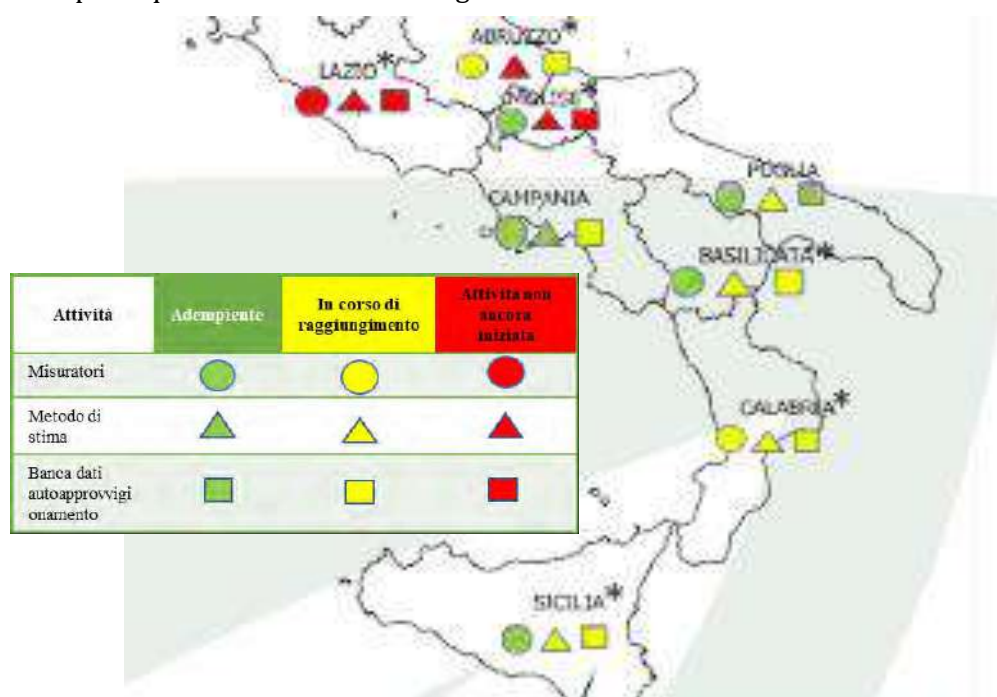 ABRUZZO*
LAZIO*
MOLISE*
PUGLIA
CAMPANIA
BASILICATA*
Attività
Adempiente
In corso di
raggiungimento
Attività non
ancora
iniziata
Misuratori
Metodo di
stima
Banca dati
autoapprovvigi
onamento
CALABRIA*
SICILIA*